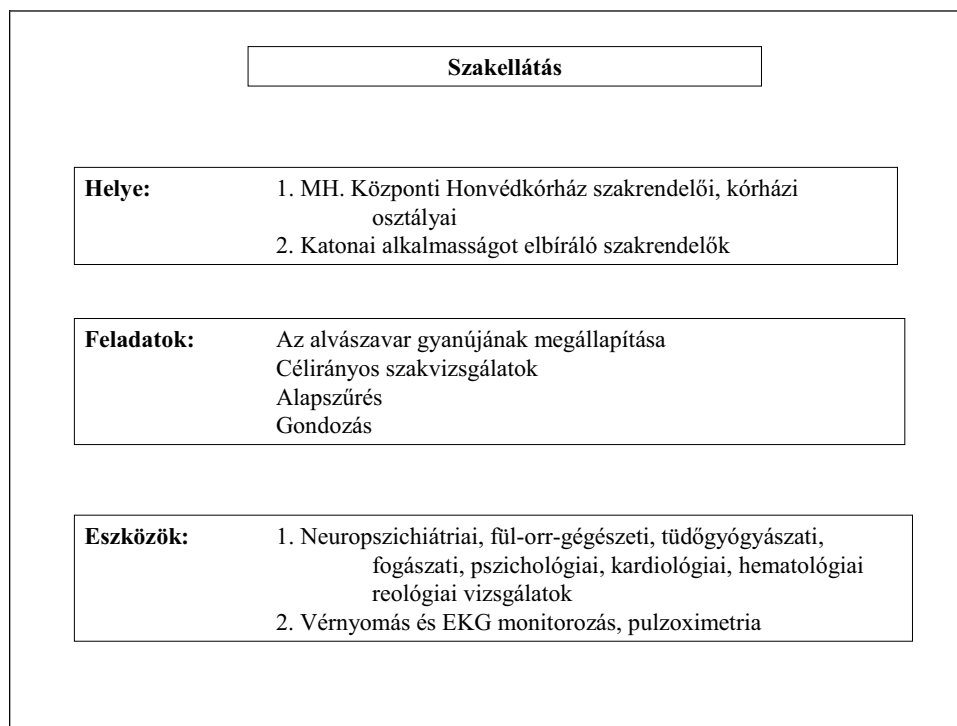 Szakellátás
Helye: 1. MH. Központi Honvédkórház szakrendelői, kórházi
osztályai
2. Katonai alkalmasságot elbíráló szakrendelők
Feladatok: Az alvászavar gyanújának megállapítása
Célirányos szakvizsgálatok
Alapszűrés
Gondozás
Eszközök: 1. Neuropszichiátriai, fül-orr-gégészeti, tüdőgyógyászati,
fogászati, pszichológiai, kardiológiai, hematológiai
reológiai vizsgálatok
2. Vérnyomás és EKG monitorozás, pulzoximetria